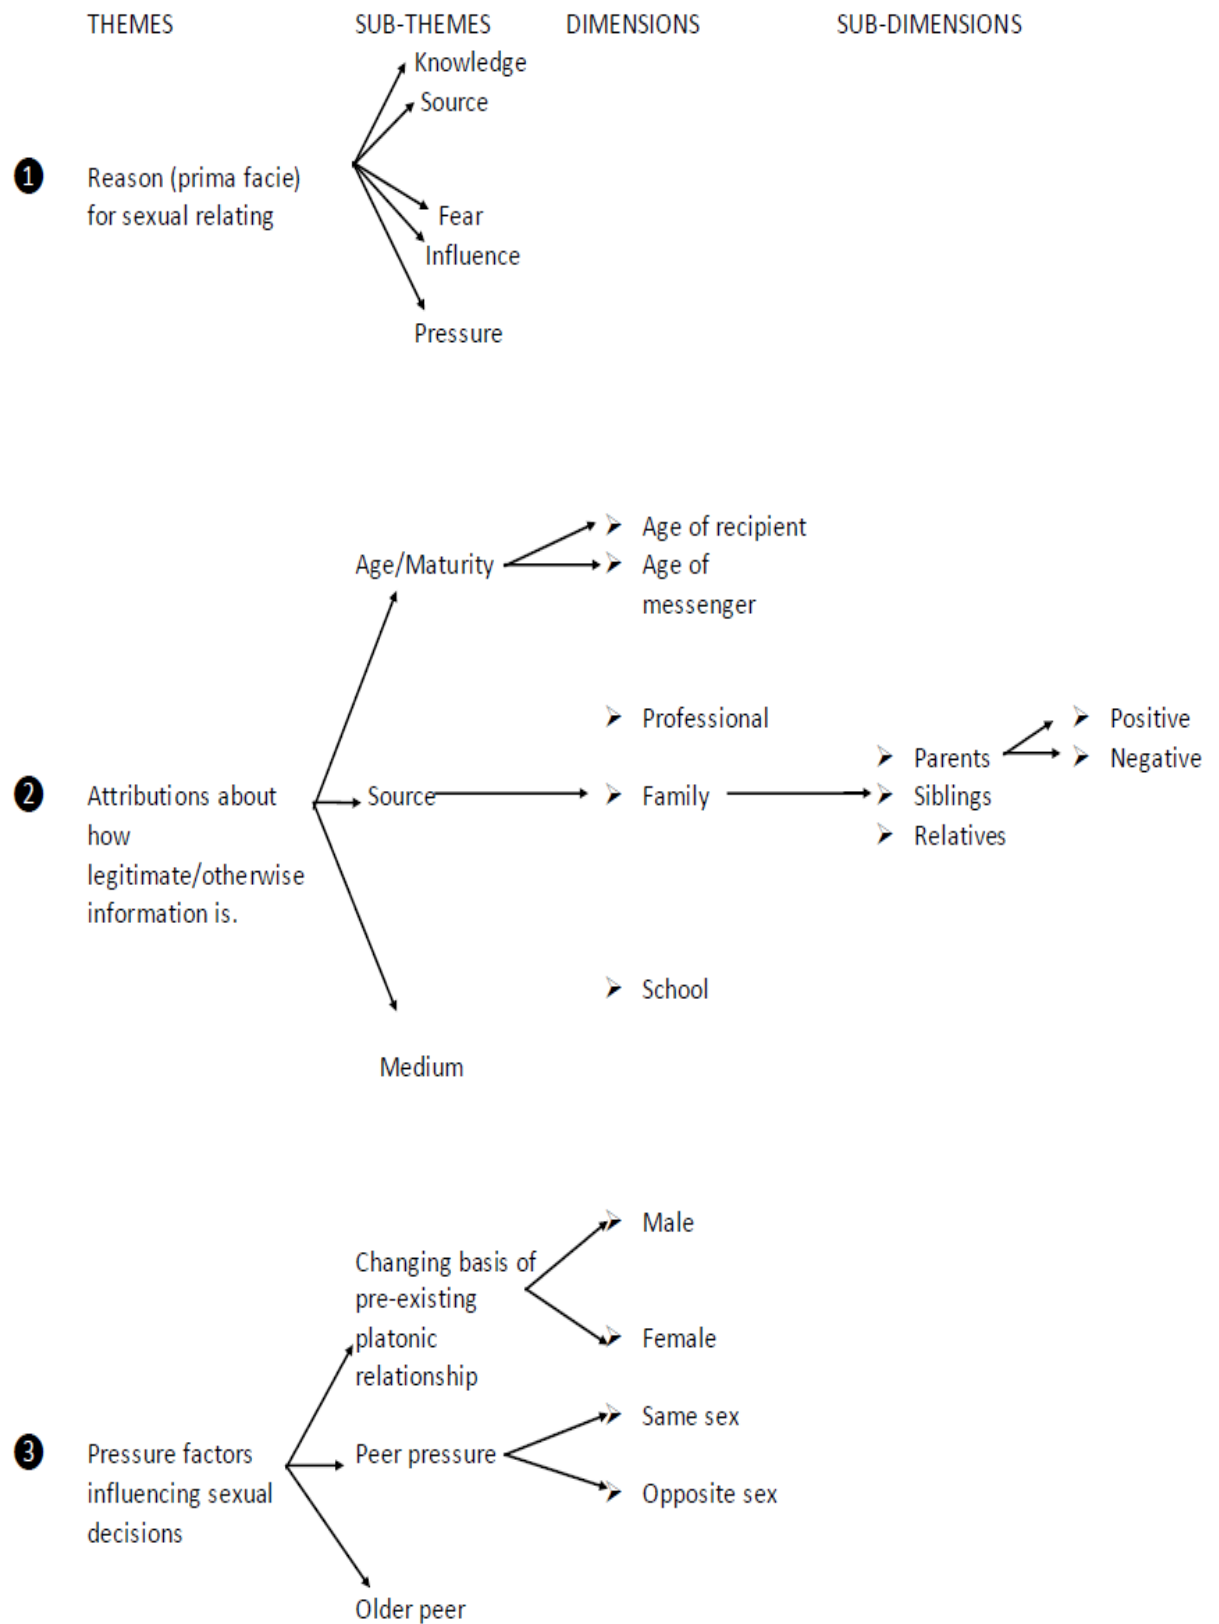 THEMES SUB-THEMES DIMENSIONS SUB-DIMENSIONS
Knowledge
Source
1 Reason (prima facie)
for sexual relating
Fear
Influence
Pressure
Age of recipient
Age/Maturity Age of
messenger
Professional Positive
Parents Negative
2 Attributions about Source Family Siblings
how Relatives
legitimate/otherwise
information is.
School
Medium
Male
Changing basis of
pre-existing
platonic Female
relationship
Same sex
3 Pressure factors Peer pressure
influencing sexual Opposite sex
decisions
Older peer